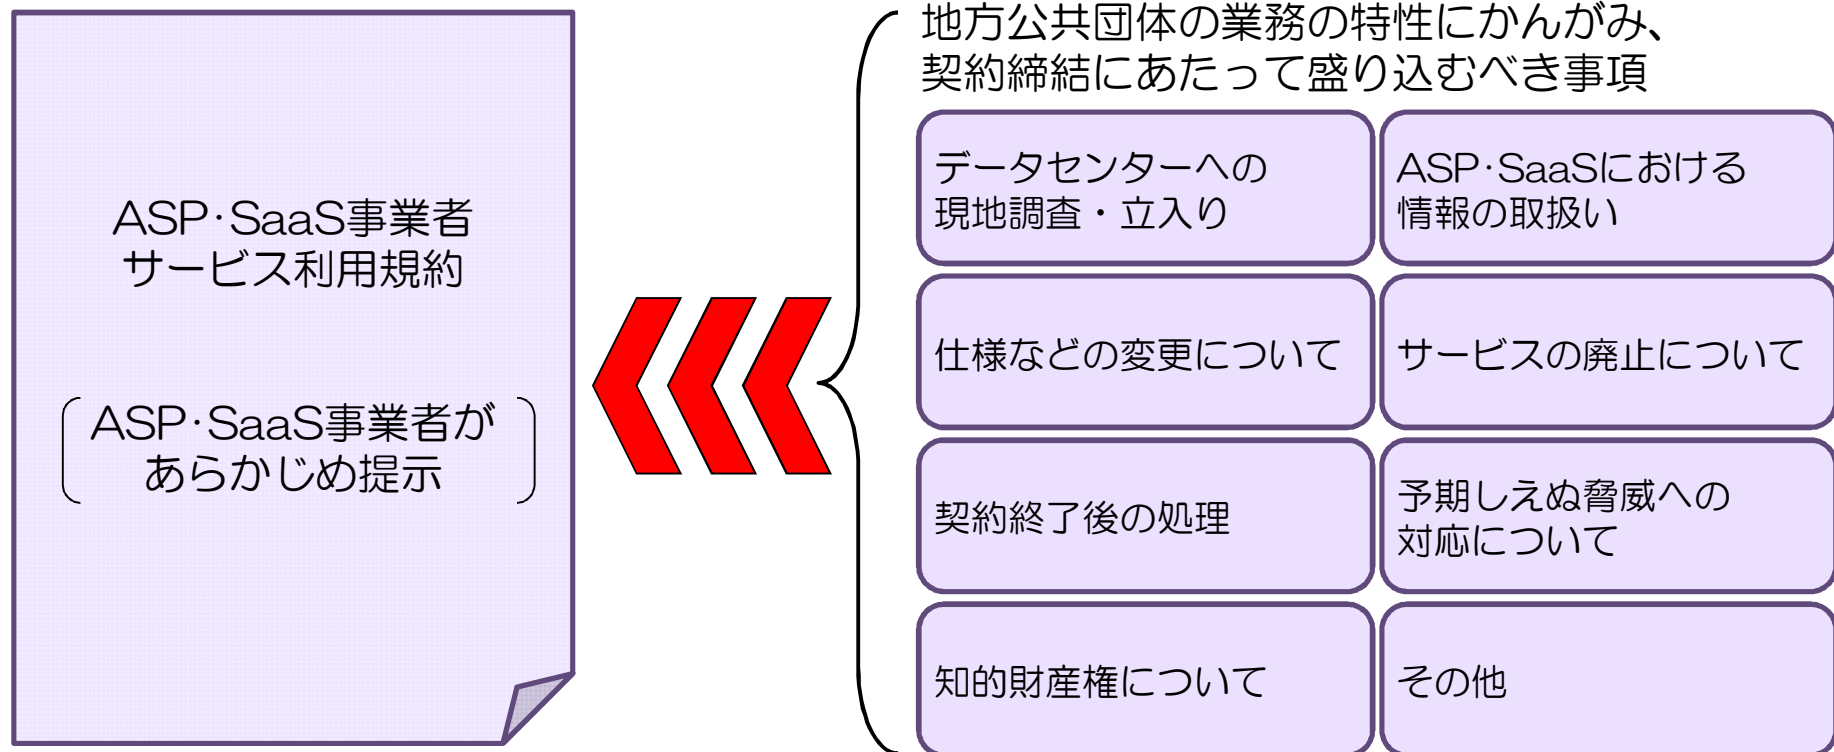 ASP･SaaS事業者
サービス利用規約
ASP･SaaS事業者が
あらかじめ提示
地方公共団体の業務の特性にかんがみ、
契約締結にあたって盛り込むべき事項
データセンターへの
現地調査・立入り
ASP･SaaSにおける
情報の取扱い
仕様などの変更について
サービスの廃止について
契約終了後の処理
予期しえぬ脅威への
対応について
知的財産権について
その他